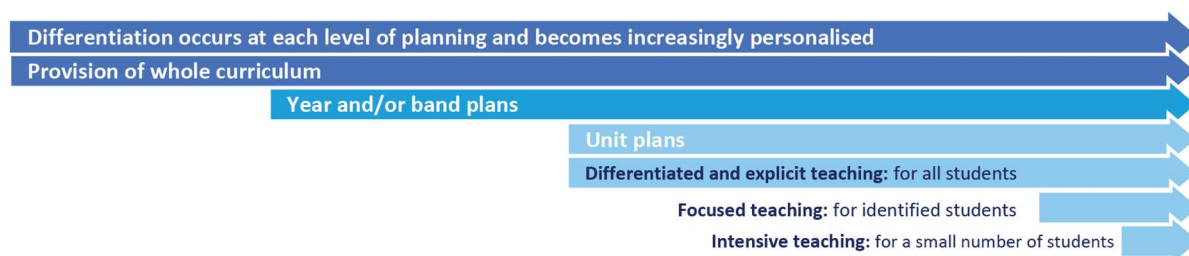 Differentiation occurs at each level of planning and becomes increasingly personalised
Provision of whole curriculum
Year and/or band plans
Unit plans
Differentiated and explicit teaching: for all students
Focused teaching: for identified students
Intensive teaching: for a small number of students